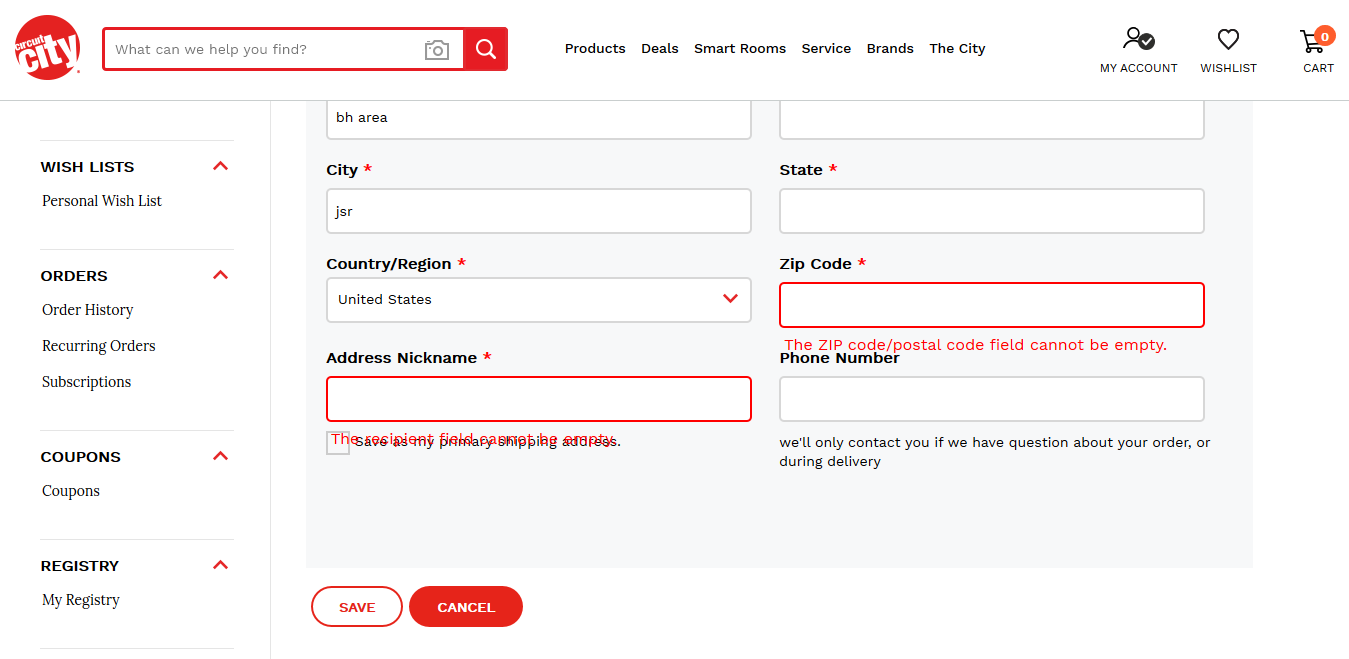 circuit city
What can we help you find?
Products Deals Smart Rooms Service Brands The City
MY ACCOUNT
WISHLIST
0
CART
WISH LISTS
Personal Wish List
ORDERS
Order History
Recurring Orders
Subscriptions
COUPONS
Coupons
REGISTRY
My Registry
bh area
City *
jsr
State *
Country/Region *
United States
Zip Code *
The ZIP code/postal code field cannot be empty.
Address Nickname *
The recipient field cannot be empty.
Save as my primary shipping address.
Phone Number
we'll only contact you if we have question about your order, or
during delivery
SAVE
CANCEL